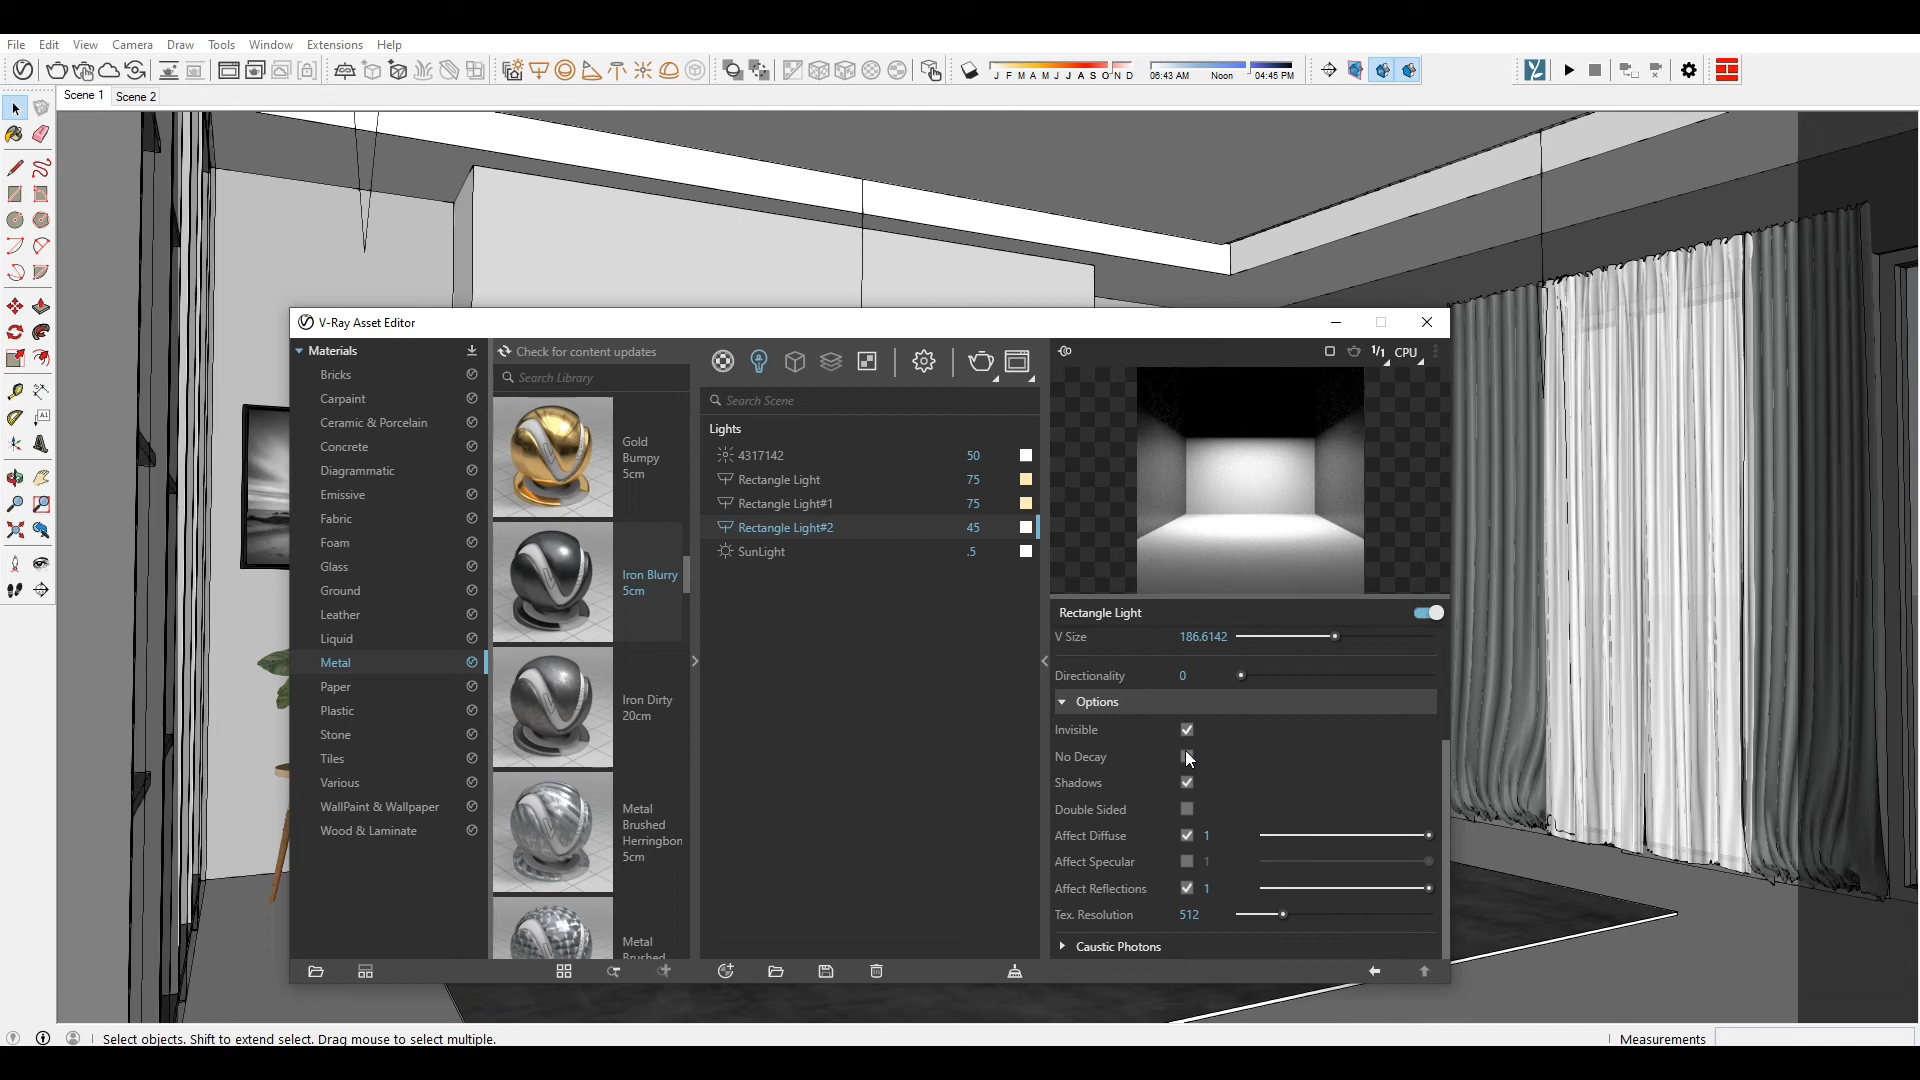 File Edit View Camera Draw Tools Window Extensions Help
J F M A M J J A S O N D 06:43 AM Noon 04:45 PM
Scene 1 Scene 2
V-Ray Asset Editor
Materials
Bricks
Carpaint
Ceramic & Porcelain
Concrete
Diagrammatic
Emissive
Fabric
Foam
Glass
Ground
Leather
Liquid
Metal
Paper
Plastic
Stone
Tiles
Various
WallPaint & Wallpaper
Wood & Laminate
Check for content updates
Search Library
Gold
Bumpy
5cm
Iron Blurry
5cm
Iron Dirty
20cm
Metal
Brushed
Herringbon
5cm
Metal
Brushed
Search Scene
Lights
4317142 50
Rectangle Light 75
Rectangle Light#1 75
Rectangle Light#2 45
SunLight .5
1/1 CPU
Rectangle Light
V Size 186.6142
Directionality 0
Options
Invisible
No Decay
Shadows
Double Sided
Affect Diffuse 1
Affect Specular 1
Affect Reflections 1
Tex. Resolution 512
Caustic Photons
Select objects. Shift to extend select. Drag mouse to select multiple.
Measurements